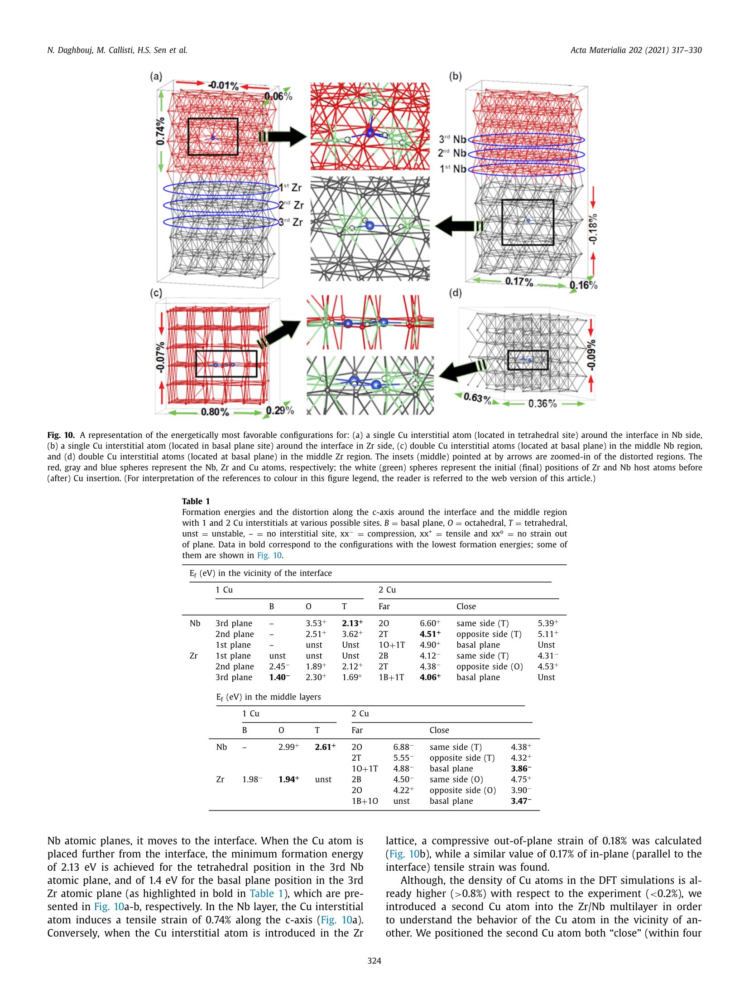 N. Daghbouj, M. Callisti, H.S. Sen et al.
Acta Materialia 202 (2021) 317–330
(a)
-0.01%
0.06%
0.74%
1st Zr
2nd Zr
3rd Zr
(b)
3rd Nb
2nd Nb
1st Nb
-0.18%
0.17%
0.16%
(c)
-0.07%
0.80%
0.29%
(d)
-0.09%
0.63%
0.36%
Fig. 10. A representation of the energetically most favorable configurations for: (a) a single Cu interstitial atom (located in tetrahedral site) around the interface in Nb side,
(b) a single Cu interstitial atom (located in basal plane site) around the interface in Zr side, (c) double Cu interstitial atoms (located at basal plane) in the middle Nb region,
and (d) double Cu interstitial atoms (located at basal plane) in the middle Zr region. The insets (middle) pointed at by arrows are zoomed-in of the distorted regions. The
red, gray and blue spheres represent the Nb, Zr and Cu atoms, respectively; the white (green) spheres represent the initial (final) positions of Zr and Nb host atoms before
(after) Cu insertion. (For interpretation of the references to colour in this figure legend, the reader is referred to the web version of this article.)
Table 1
Formation energies and the distortion along the c-axis around the interface and the middle region
with 1 and 2 Cu interstitials at various possible sites. B = basal plane, O = octahedral, T = tetrahedral,
unst = unstable, – = no interstitial site, xx⁻ = compression, xx⁺ = tensile and xx⁰ = no strain out
of plane. Data in bold correspond to the configurations with the lowest formation energies; some of
them are shown in Fig. 10.
Ef (eV) in the vicinity of the interface
1 Cu 2 Cu
B O T Far Close
Nb 3rd plane – 3.53⁺ 2.13⁺ 2O 6.60⁺ same side (T) 5.39⁺
2nd plane – 2.51⁺ 3.62⁺ 2T 4.51⁺ opposite side (T) 5.11⁺
1st plane – unst Unst 1O+1T 4.90⁺ basal plane Unst
Zr 1st plane unst unst Unst 2B 4.12⁻ same side (T) 4.31⁻
2nd plane 2.45⁻ 1.89⁺ 2.12⁺ 2T 4.38⁻ opposite side (O) 4.53⁺
3rd plane 1.40⁻ 2.30⁺ 1.69° 1B+1T 4.06⁺ basal plane Unst
Ef (eV) in the middle layers
1 Cu 2 Cu
B O T Far Close
Nb – 2.99⁺ 2.61⁺ 2O 6.88⁻ same side (T) 4.38⁺
2T 5.55⁻ opposite side (T) 4.32⁺
1O+1T 4.88⁻ basal plane 3.86⁻
Zr 1.98⁻ 1.94⁺ unst 2B 4.50⁻ same side (O) 4.75⁺
2O 4.22⁺ opposite side (O) 3.90⁻
1B+1O unst basal plane 3.47⁻
Nb atomic planes, it moves to the interface. When the Cu atom is
placed further from the interface, the minimum formation energy
of 2.13 eV is achieved for the tetrahedral position in the 3rd Nb
atomic plane, and of 1.4 eV for the basal plane position in the 3rd
Zr atomic plane (as highlighted in bold in Table 1), which are pre-
sented in Fig. 10a-b, respectively. In the Nb layer, the Cu interstitial
atom induces a tensile strain of 0.74% along the c-axis (Fig. 10a).
Conversely, when the Cu interstitial atom is introduced in the Zr
lattice, a compressive out-of-plane strain of 0.18% was calculated
(Fig. 10b), while a similar value of 0.17% of in-plane (parallel to the
interface) tensile strain was found.
Although, the density of Cu atoms in the DFT simulations is al-
ready higher (>0.8%) with respect to the experiment (<0.2%), we
introduced a second Cu atom into the Zr/Nb multilayer in order
to understand the behavior of the Cu atom in the vicinity of an-
other. We positioned the second Cu atom both “close” (within four
324